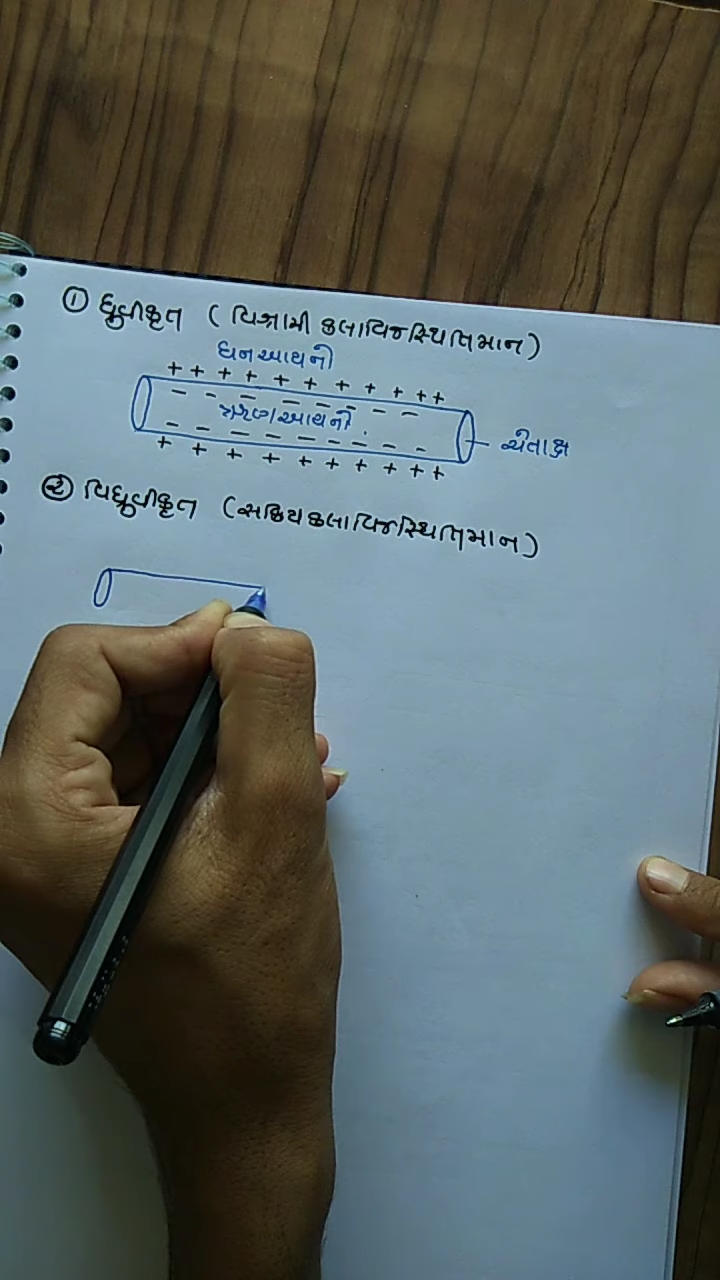 ① ધ્રુવીકૃત (વિશ્રામી કલાવિજસ્થિતિમાન)
ધનઆયનો
+ + + + + + + + + + +
– – – – – – – – –
ઋણઆયનો
– – – – – – – – –
ચેતાક્ષ
+ + + + + + + + + +
② વિધ્રુવીકૃત (સક્રિયકલાવિજસ્થિતિમાન)